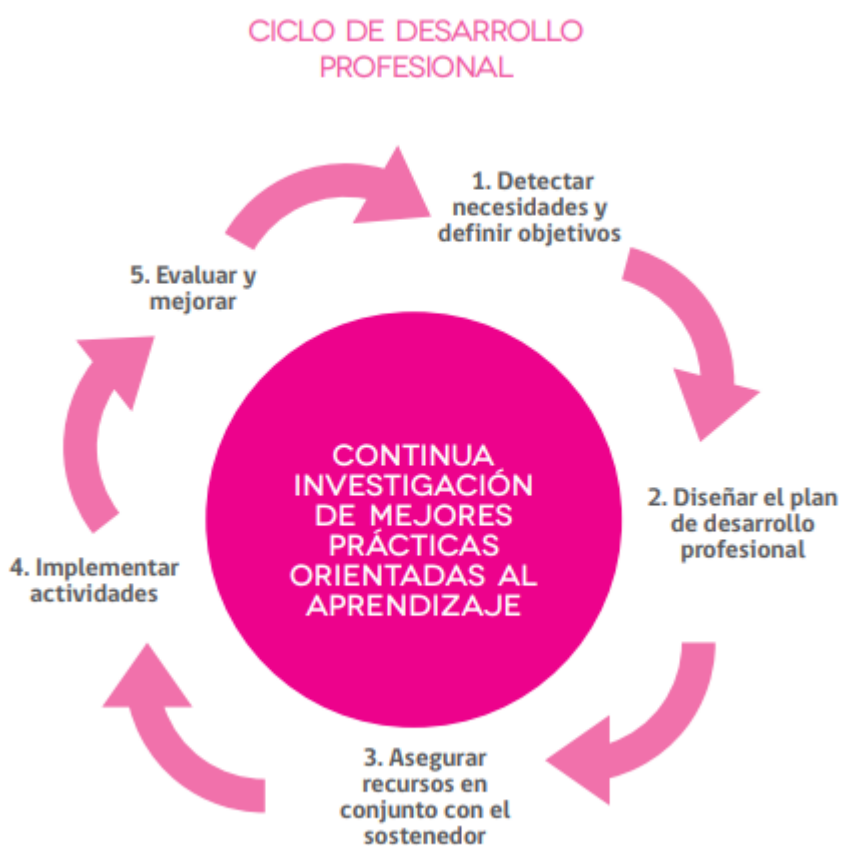 CICLO DE DESARROLLO
PROFESIONAL
1. Detectar
necesidades y
definir objetivos
2. Diseñar el plan
de desarrollo
profesional
3. Asegurar
recursos en
conjunto con el
sostenedor
4. Implementar
actividades
5. Evaluar y
mejorar
CONTINUA
INVESTIGACIÓN
DE MEJORES
PRÁCTICAS
ORIENTADAS AL
APRENDIZAJE